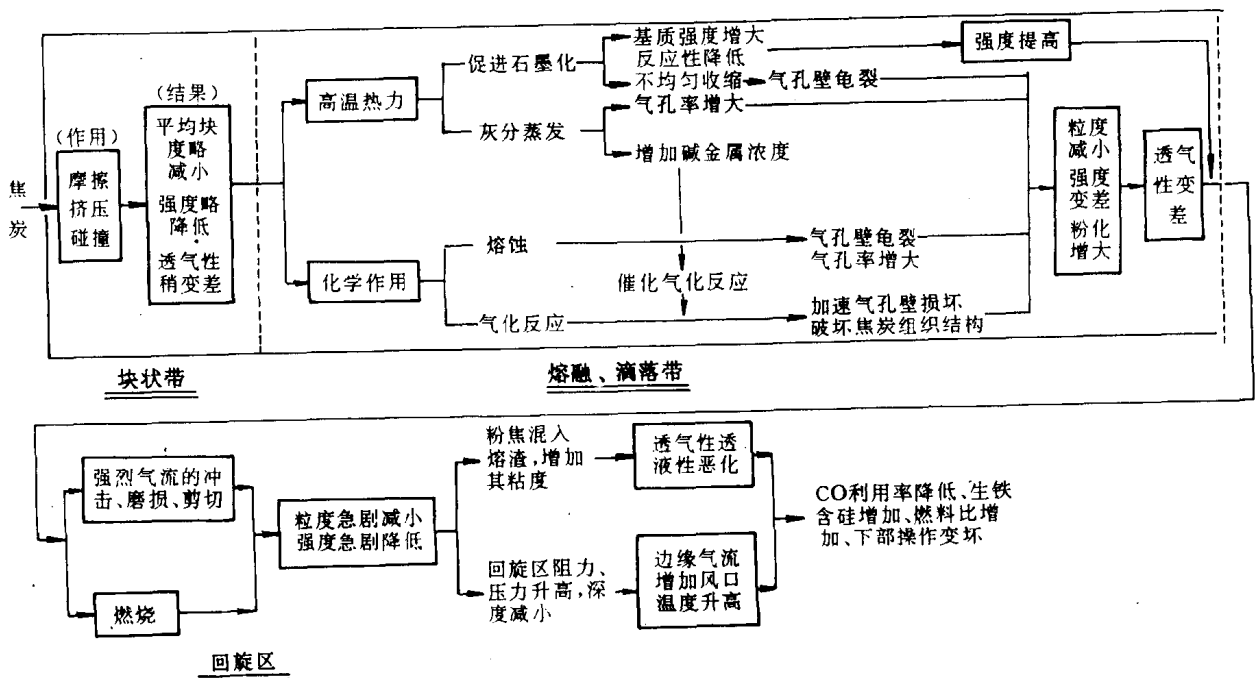 焦
炭
(作用)
摩擦
挤压
碰撞
(结果)
平均块
度略
减小
强度略
降低
透气性
稍变差
高温热力
促进石墨化
基质强度增大
反应性降低
不均匀收缩
气孔壁龟裂
强度提高
灰分蒸发
气孔率增大
增加碱金属浓度
化学作用
熔蚀
气孔壁龟裂
气孔率增大
催化气化反应
气化反应
加速气孔壁损坏
破坏焦炭组织结构
粒度
减小
强度
变差
粉化
增大
透气
性变
差
块状带
熔融、滴落带
强烈气流的冲
击、磨损、剪切
燃烧
粒度急剧减小
强度急剧降低
粉焦混入
熔渣,增加
其粘度
透气性透
液性恶化
回旋区阻力、
压力升高,深
度减小
边缘气流
增加风口
温度升高
CO利用率降低、生铁
含硅增加、燃料比增
加、下部操作变坏
回旋区